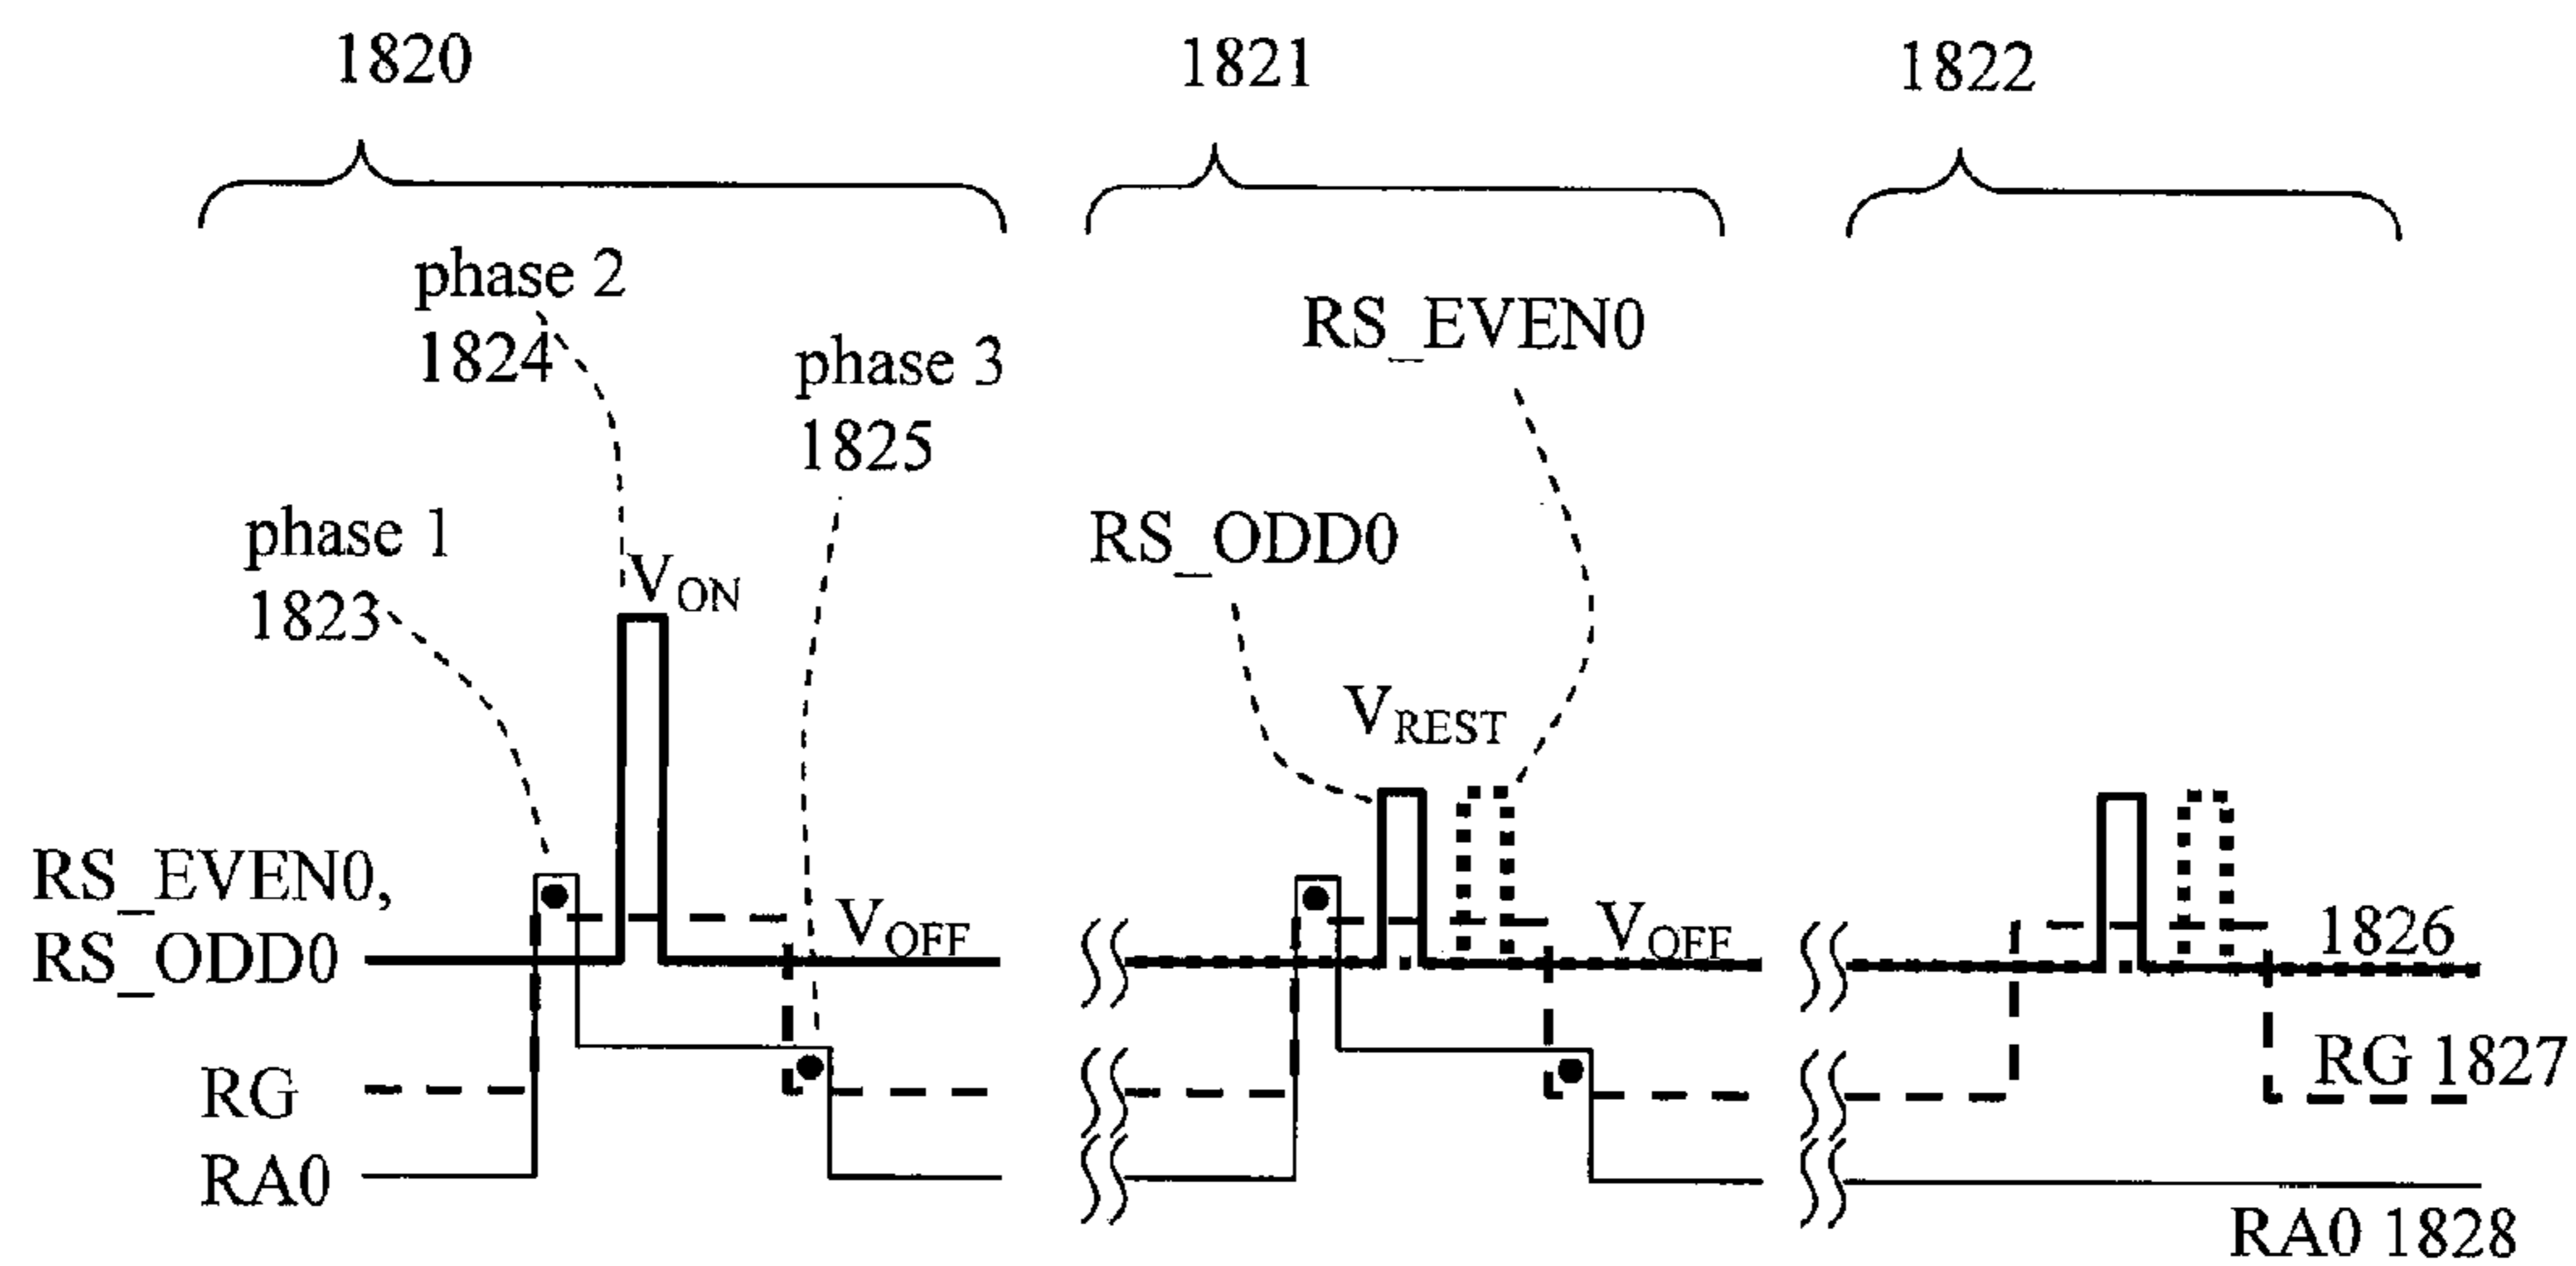 1820
1821
1822
phase 2
1824
phase 3
1825
RS_EVEN0
phase 1
1823
RS_ODD0
VON
VREST
RS_EVEN0,
RS_ODD0
VOFF
VOFF
1826
RG
RG 1827
RA0
RA0 1828